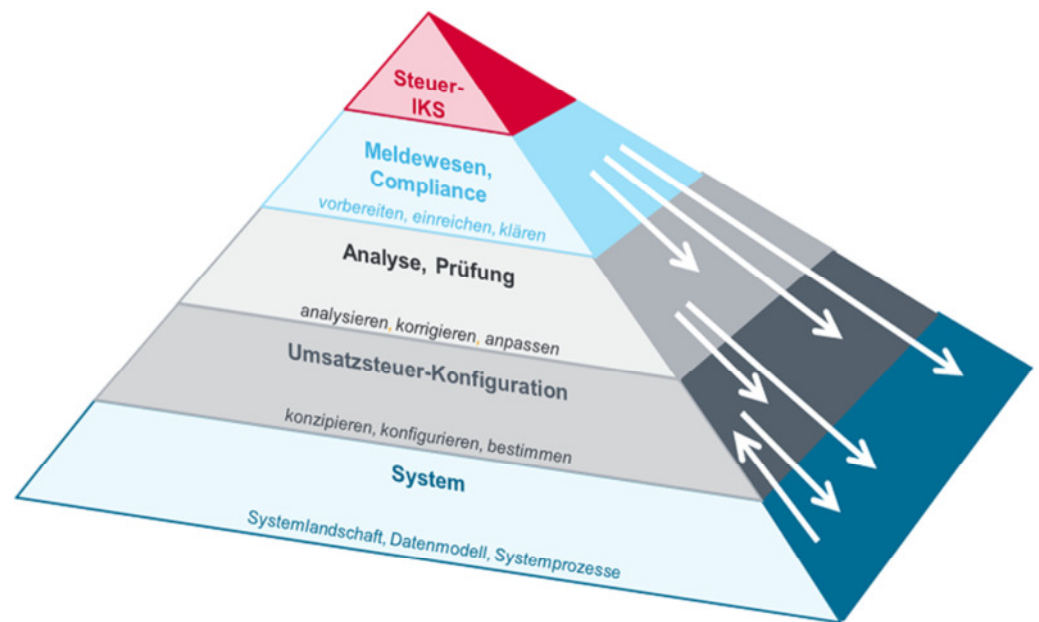 Steuer-
IKS
Meldewesen,
Compliance
vorbereiten, einreichen, klären
Analyse, Prüfung
analysieren, korrigieren, anpassen
Umsatzsteuer-Konfiguration
konzipieren, konfigurieren, bestimmen
System
Systemlandschaft, Datenmodell, Systemprozesse